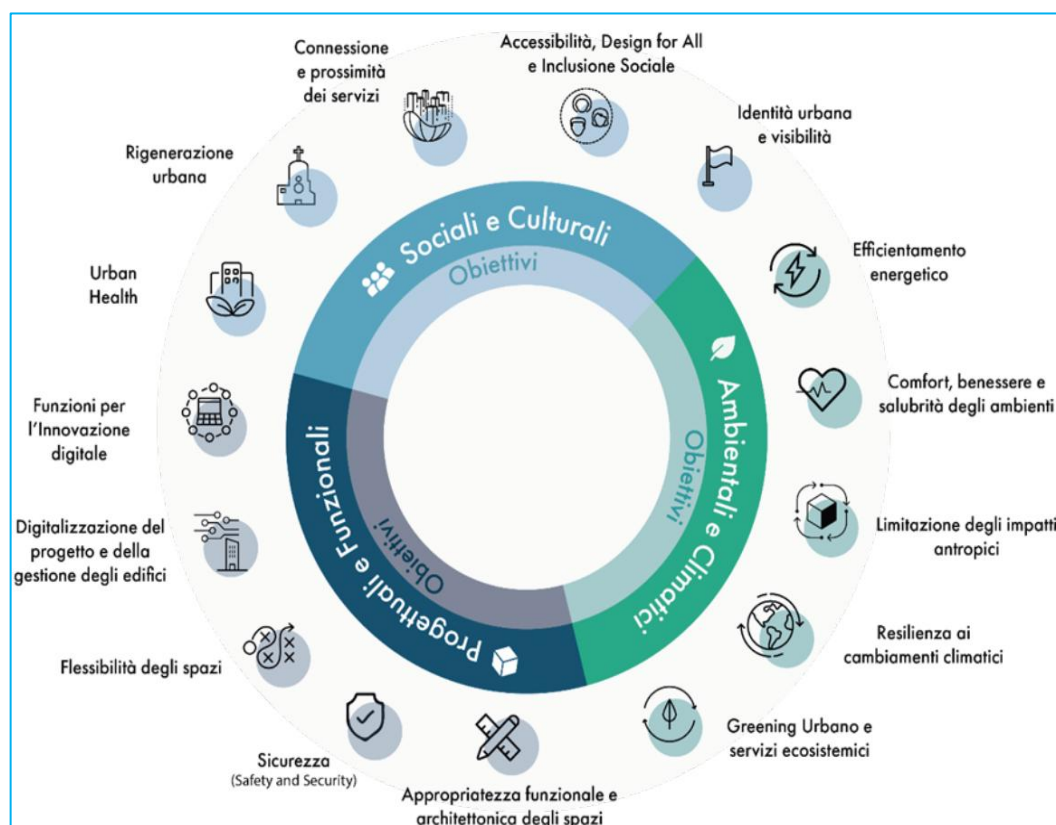 Connessione
e prossimità
dei servizi
Accessibilità, Design for All
e Inclusione Sociale
Identità urbana
e visibilità
Rigenerazione
urbana
Urban
Health
Efficientamento
energetico
Comfort, benessere e
salubrità degli ambienti
Limitazione degli impatti
antropici
Resilienza ai
cambiamenti climatici
Greening Urbano e
servizi ecosistemici
Appropriatezza funzionale e
architettonica degli spazi
Sicurezza
(Safety and Security)
Flessibilità degli spazi
Digitalizzazione del
progetto e della
gestione degli edifici
Funzioni per
l'Innovazione
digitale
Sociali e Culturali
Obiettivi
Ambientali e Climatici
Obiettivi
Progettuali e Funzionali
Obiettivi